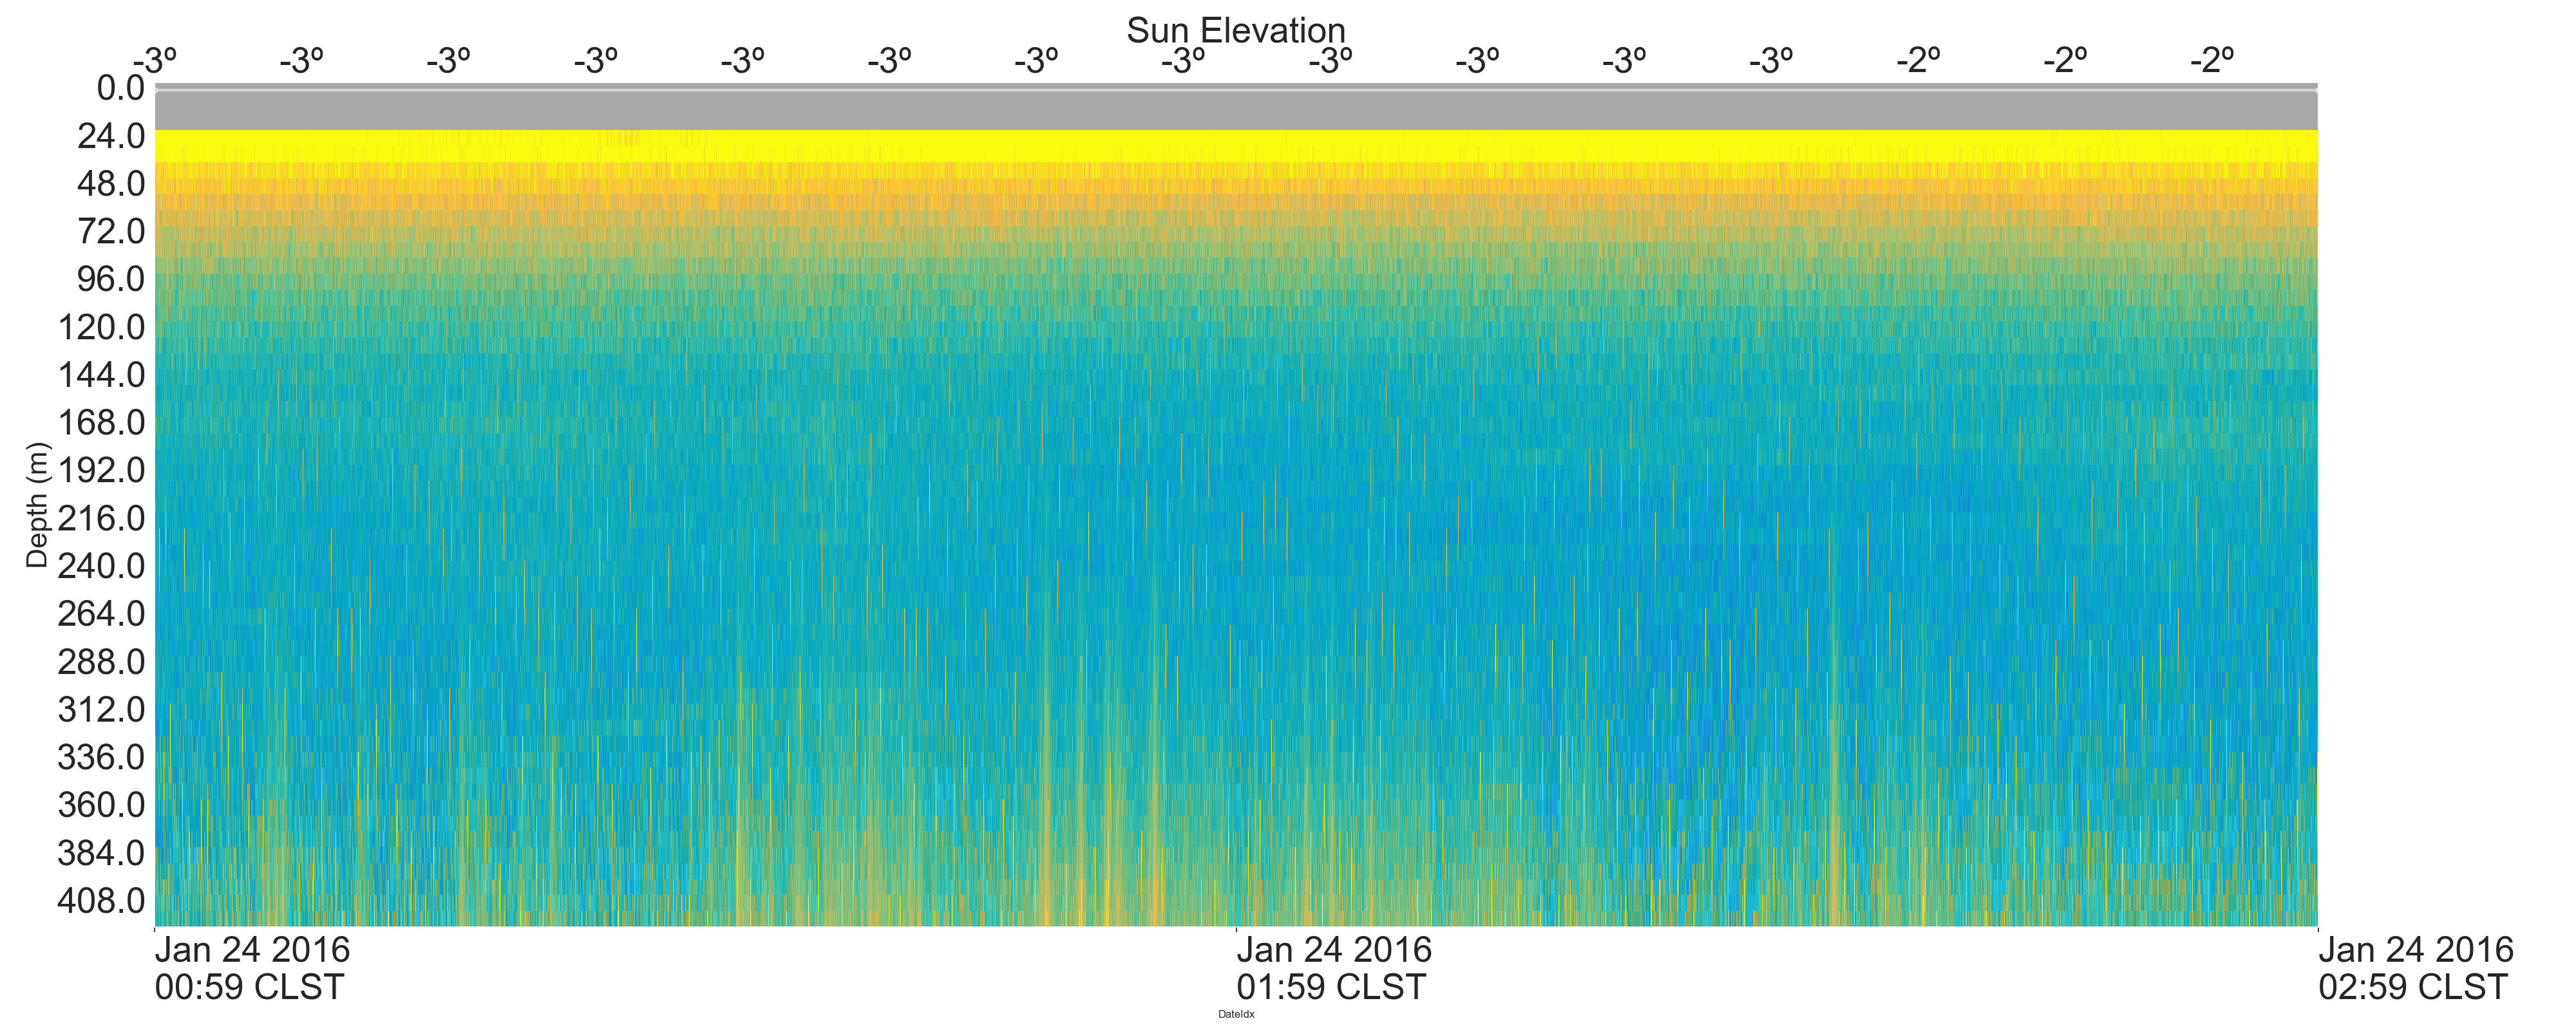 Sun Elevation
-3º -3º -3º -3º -3º -3º -3º -3º -3º -3º -3º -3º -2º -2º -2º
0.0
24.0
48.0
72.0
96.0
120.0
144.0
168.0
192.0
216.0
240.0
264.0
288.0
312.0
336.0
360.0
384.0
408.0
Depth (m)
Jan 24 2016
00:59 CLST
Jan 24 2016
01:59 CLST
Jan 24 2016
02:59 CLST
DateIdx